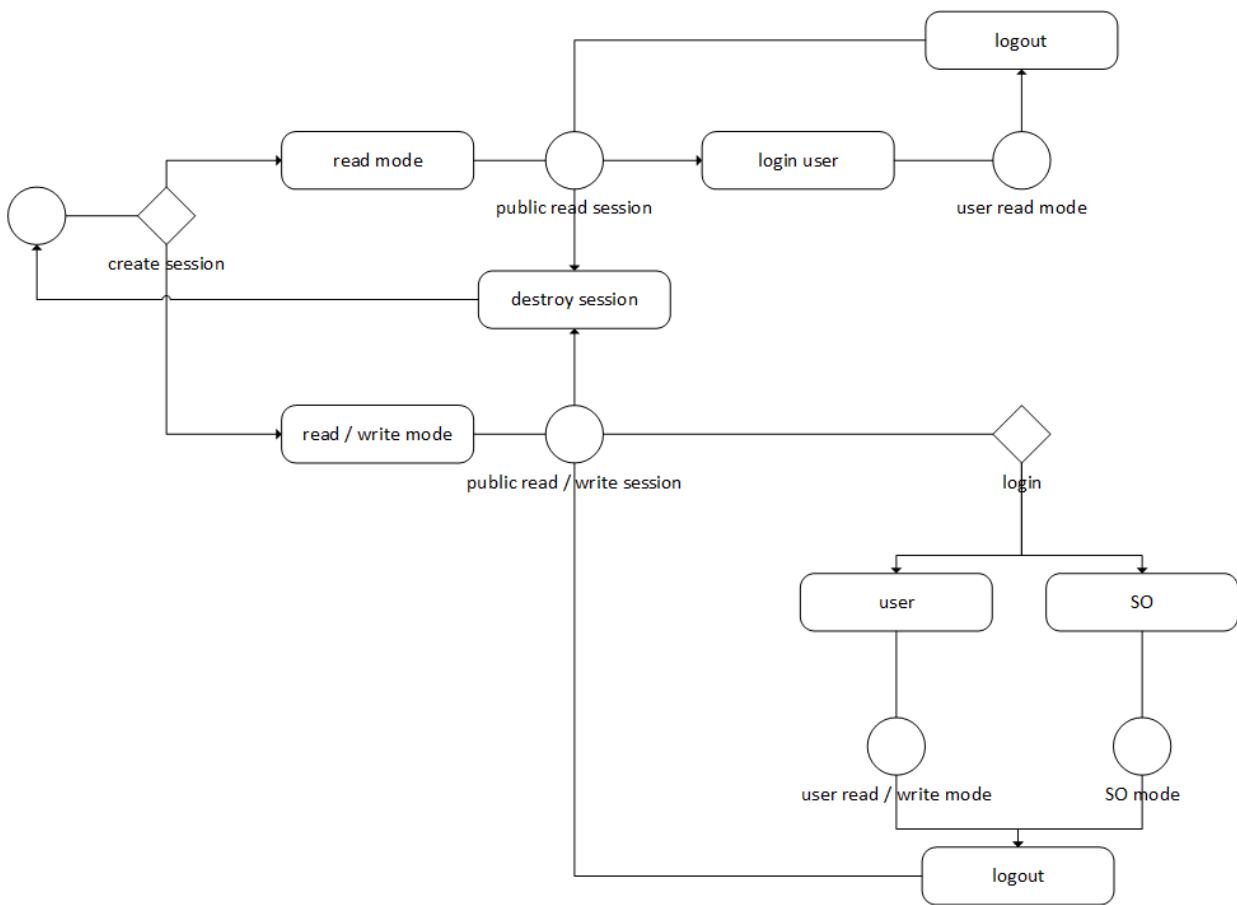 logout
read mode
login user
public read session
user read mode
create session
destroy session
read / write mode
public read / write session
login
user
SO
user read / write mode
SO mode
logout